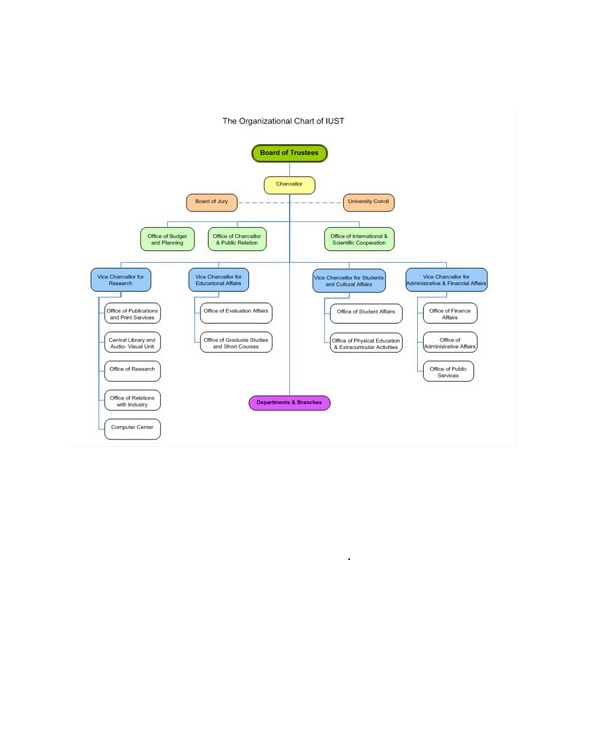 The Organizational Chart of IUST
Board of Trustees
Chancellor
Board of Jury
University Concil
Office of Budget
and Planning
Office of Chancellor
& Public Relation
Office of International &
Scientific Cooperation
Vice Chancellor for
Research
Vice Chancellor for
Educational Affairs
Vice Chancellor for Students
and Cultural Affairs
Vice Chancellor for
Administrative & Financial Affairs
Office of Publications
and Print Services
Central Library and
Audio- Visual Unit
Office of Research
Office of Relations
with Industry
Computer Center
Office of Evaluation Affairs
Office of Graduate Studies
and Short Courses
Office of Student Affairs
Office of Physical Education
& Extracurricular Activities
Office of Finance
Affairs
Office of
Administrative Affairs
Office of Public
Services
Departments & Branches
.